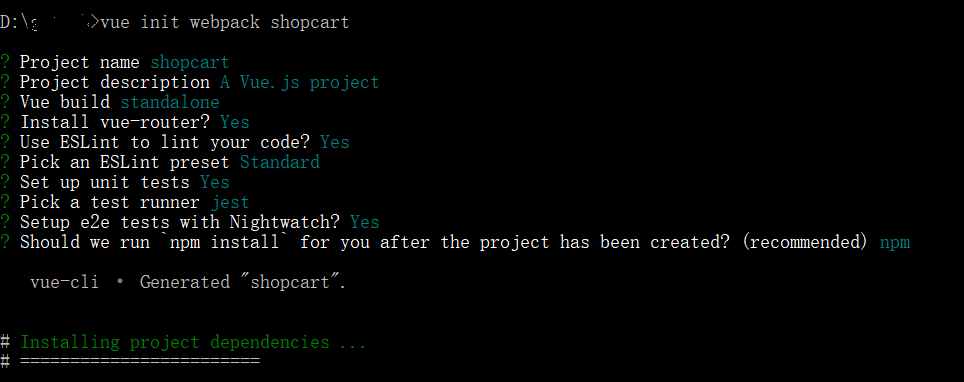 D:\ >vue init webpack shopcart
? Project name shopcart
? Project description A Vue.js project
? Vue build standalone
? Install vue-router? Yes
? Use ESLint to lint your code? Yes
? Pick an ESLint preset Standard
? Set up unit tests Yes
? Pick a test runner jest
? Setup e2e tests with Nightwatch? Yes
? Should we run `npm install` for you after the project has been created? (recommended) npm
vue-cli · Generated "shopcart".
# Installing project dependencies ...
# ========================